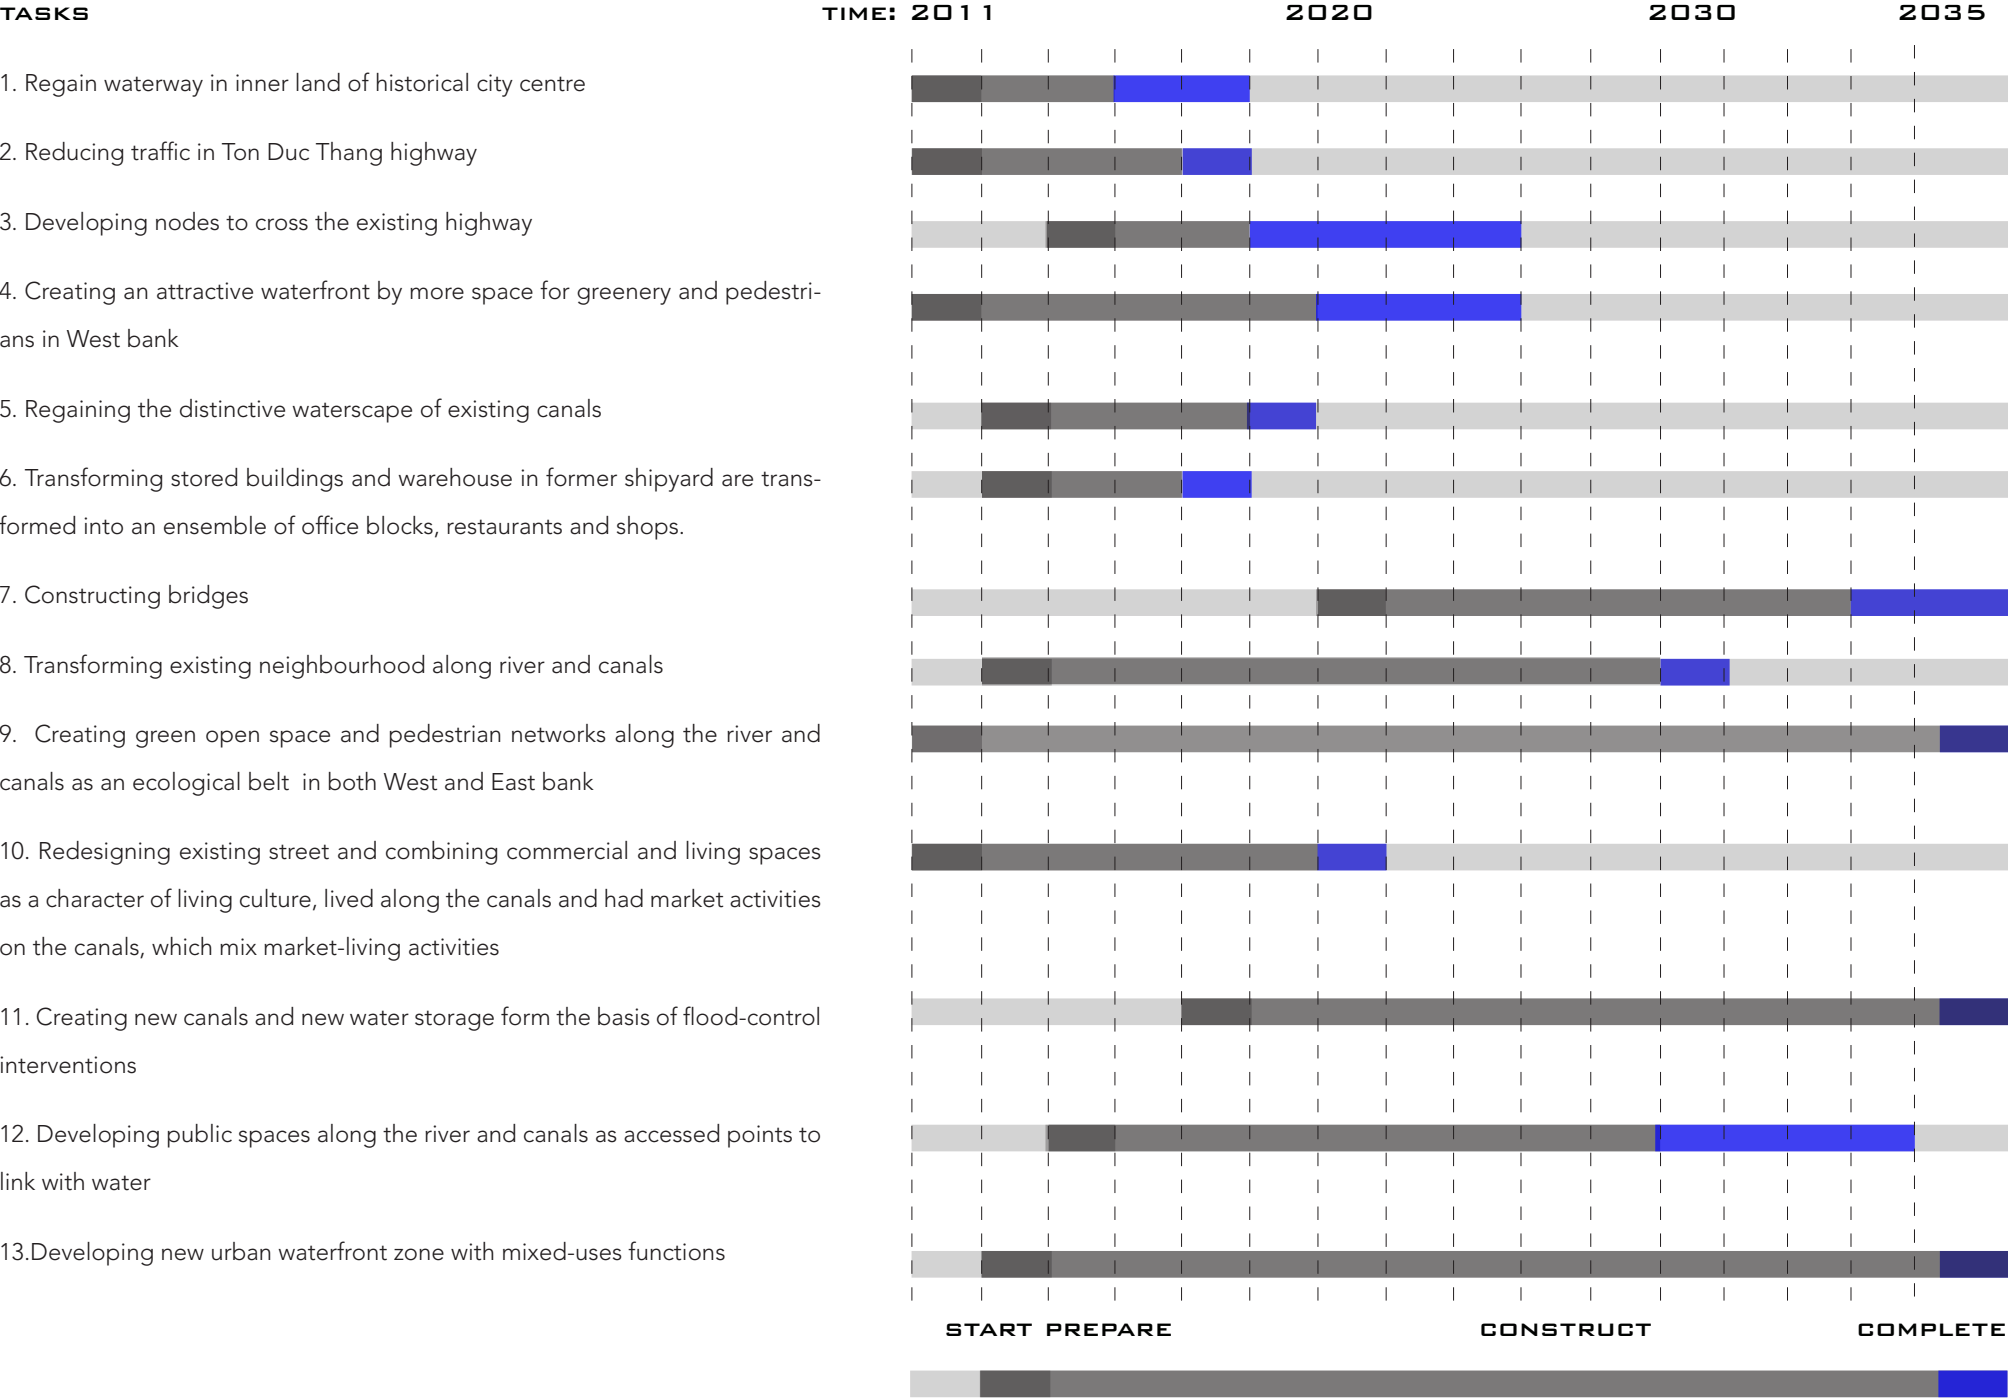 TASKS TIME: 2011 2020 2030 2035
1. Regain waterway in inner land of historical city centre
2. Reducing traffic in Ton Duc Thang highway
3. Developing nodes to cross the existing highway
4. Creating an attractive waterfront by more space for greenery and pedestri-
ans in West bank
5. Regaining the distinctive waterscape of existing canals
6. Transforming stored buildings and warehouse in former shipyard are trans-
formed into an ensemble of office blocks, restaurants and shops.
7. Constructing bridges
8. Transforming existing neighbourhood along river and canals
9. Creating green open space and pedestrian networks along the river and
canals as an ecological belt in both West and East bank
10. Redesigning existing street and combining commercial and living spaces
as a character of living culture, lived along the canals and had market activities
on the canals, which mix market-living activities
11. Creating new canals and new water storage form the basis of flood-control
interventions
12. Developing public spaces along the river and canals as accessed points to
link with water
13.Developing new urban waterfront zone with mixed-uses functions
START PREPARE CONSTRUCT COMPLETE